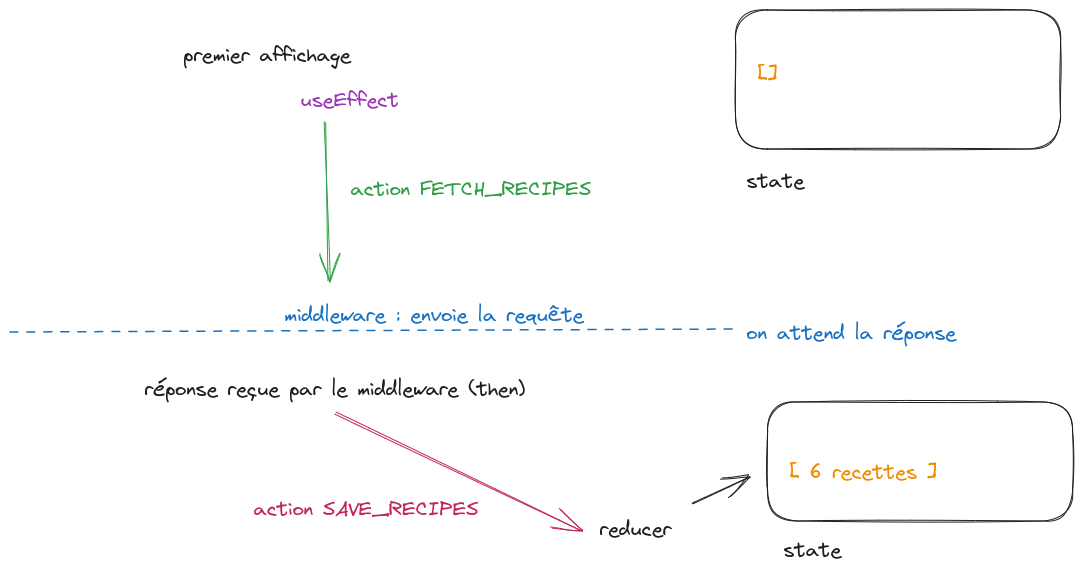 premier affichage
useEffect
[]
action FETCH_RECIPES
state
middleware : envoie la requête
on attend la réponse
réponse reçue par le middleware (then)
[ 6 recettes ]
action SAVE_RECIPES
reducer
state